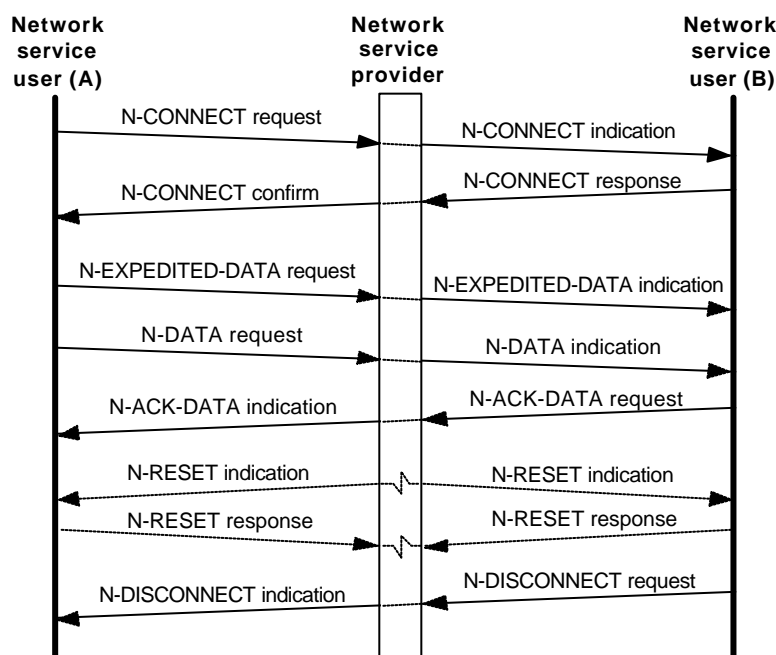 Network
service
user (A)
Network
service
provider
Network
service
user (B)
N-CONNECT request
N-CONNECT indication
N-CONNECT response
N-CONNECT confirm
N-EXPEDITED-DATA request
N-EXPEDITED-DATA indication
N-DATA request
N-DATA indication
N-ACK-DATA indication
N-ACK-DATA request
N-RESET indication
N-RESET indication
N-RESET response
N-RESET response
N-DISCONNECT request
N-DISCONNECT indication